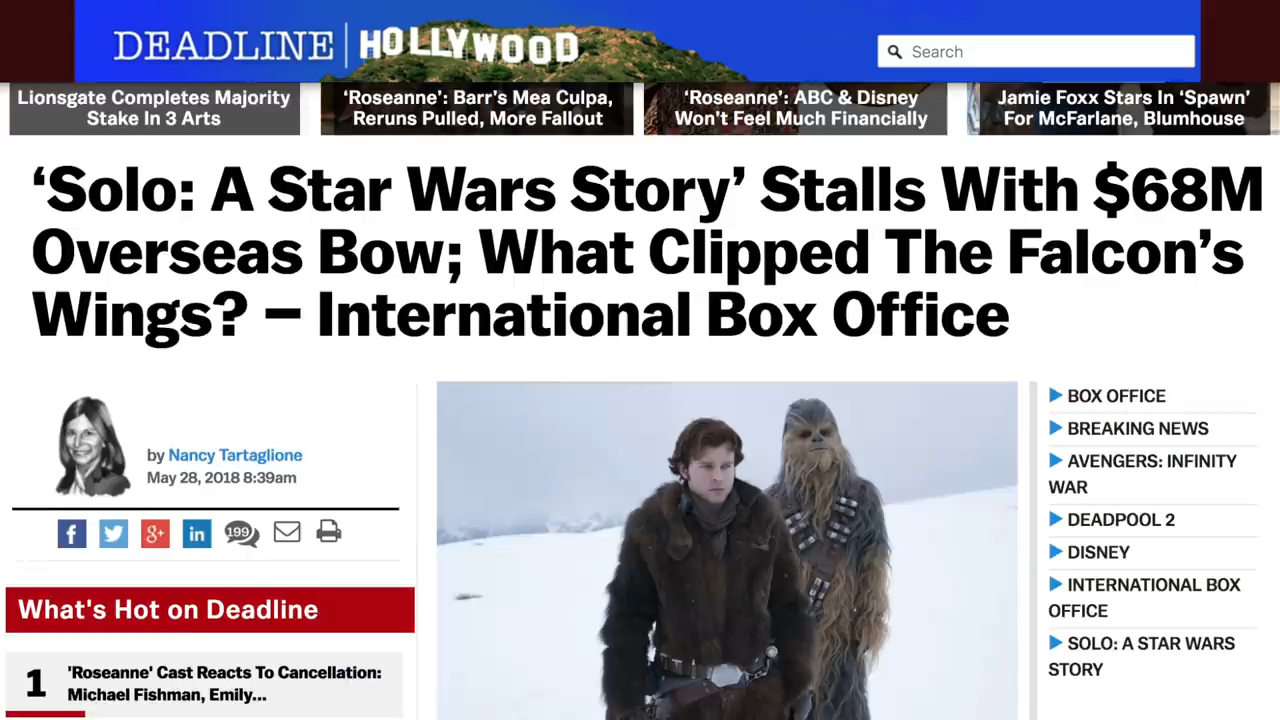 DEADLINE HOLLYWOOD
Search
Lionsgate Completes Majority
Stake In 3 Arts
‘Roseanne’: Barr’s Mea Culpa,
Reruns Pulled, More Fallout
‘Roseanne’: ABC & Disney
Won’t Feel Much Financially
Jamie Foxx Stars In ‘Spawn’
For McFarlane, Blumhouse
‘Solo: A Star Wars Story’ Stalls With $68M
Overseas Bow; What Clipped The Falcon’s
Wings? – International Box Office
by Nancy Tartaglione
May 28, 2018 8:39am
f g+ in 199
What's Hot on Deadline
1 'Roseanne' Cast Reacts To Cancellation:
Michael Fishman, Emily...
BOX OFFICE
BREAKING NEWS
AVENGERS: INFINITY
WAR
DEADPOOL 2
DISNEY
INTERNATIONAL BOX
OFFICE
SOLO: A STAR WARS
STORY